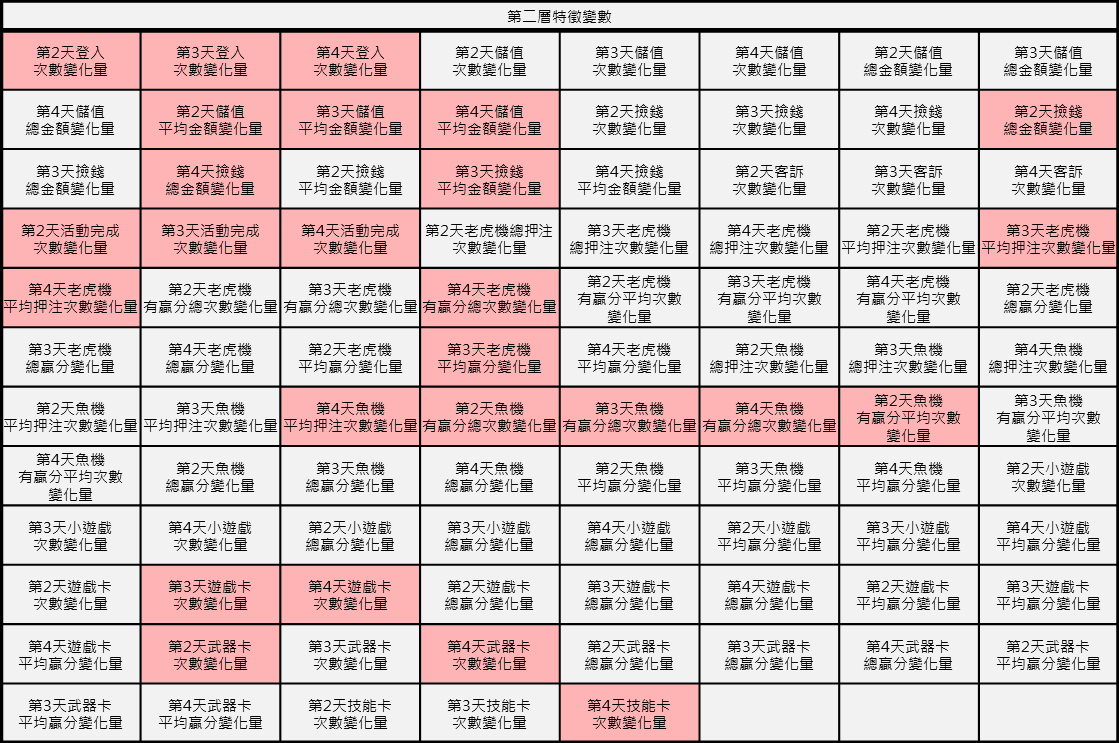 第二層特徵變數
第2天登入
次數變化量
第3天登入
次數變化量
第4天登入
次數變化量
第2天儲值
次數變化量
第3天儲值
次數變化量
第4天儲值
次數變化量
第2天儲值
總金額變化量
第3天儲值
總金額變化量
第4天儲值
總金額變化量
第2天儲值
平均金額變化量
第3天儲值
平均金額變化量
第4天儲值
平均金額變化量
第2天撿錢
次數變化量
第3天撿錢
次數變化量
第4天撿錢
次數變化量
第2天撿錢
總金額變化量
第3天撿錢
總金額變化量
第4天撿錢
總金額變化量
第2天撿錢
平均金額變化量
第3天撿錢
平均金額變化量
第4天撿錢
平均金額變化量
第2天客訴
次數變化量
第3天客訴
次數變化量
第4天客訴
次數變化量
第2天活動完成
次數變化量
第3天活動完成
次數變化量
第4天活動完成
次數變化量
第2天老虎機總押注
次數變化量
第3天老虎機
總押注次數變化量
第4天老虎機
總押注次數變化量
第2天老虎機
平均押注次數變化量
第3天老虎機
平均押注次數變化量
第4天老虎機
平均押注次數變化量
第2天老虎機
有贏分總次數變化量
第3天老虎機
有贏分總次數變化量
第4天老虎機
有贏分總次數變化量
第2天老虎機
有贏分平均次數
變化量
第3天老虎機
有贏分平均次數
變化量
第4天老虎機
有贏分平均次數
變化量
第2天老虎機
總贏分變化量
第3天老虎機
總贏分變化量
第4天老虎機
總贏分變化量
第2天老虎機
平均贏分變化量
第3天老虎機
平均贏分變化量
第4天老虎機
平均贏分變化量
第2天魚機
總押注次數變化量
第3天魚機
總押注次數變化量
第4天魚機
總押注次數變化量
第2天魚機
平均押注次數變化量
第3天魚機
平均押注次數變化量
第4天魚機
平均押注次數變化量
第2天魚機
有贏分總次數變化量
第3天魚機
有贏分總次數變化量
第4天魚機
有贏分總次數變化量
第2天魚機
有贏分平均次數
變化量
第3天魚機
有贏分平均次數
變化量
第4天魚機
有贏分平均次數
變化量
第2天魚機
總贏分變化量
第3天魚機
總贏分變化量
第4天魚機
總贏分變化量
第2天魚機
平均贏分變化量
第3天魚機
平均贏分變化量
第4天魚機
平均贏分變化量
第2天小遊戲
次數變化量
第3天小遊戲
次數變化量
第4天小遊戲
次數變化量
第2天小遊戲
總贏分變化量
第3天小遊戲
總贏分變化量
第4天小遊戲
總贏分變化量
第2天小遊戲
平均贏分變化量
第3天小遊戲
平均贏分變化量
第4天小遊戲
平均贏分變化量
第2天遊戲卡
次數變化量
第3天遊戲卡
次數變化量
第4天遊戲卡
次數變化量
第2天遊戲卡
總贏分變化量
第3天遊戲卡
總贏分變化量
第4天遊戲卡
總贏分變化量
第2天遊戲卡
平均贏分變化量
第3天遊戲卡
平均贏分變化量
第4天遊戲卡
平均贏分變化量
第2天武器卡
次數變化量
第3天武器卡
次數變化量
第4天武器卡
次數變化量
第2天武器卡
總贏分變化量
第3天武器卡
總贏分變化量
第4天武器卡
總贏分變化量
第2天武器卡
平均贏分變化量
第3天武器卡
平均贏分變化量
第4天武器卡
平均贏分變化量
第2天技能卡
次數變化量
第3天技能卡
次數變化量
第4天技能卡
次數變化量